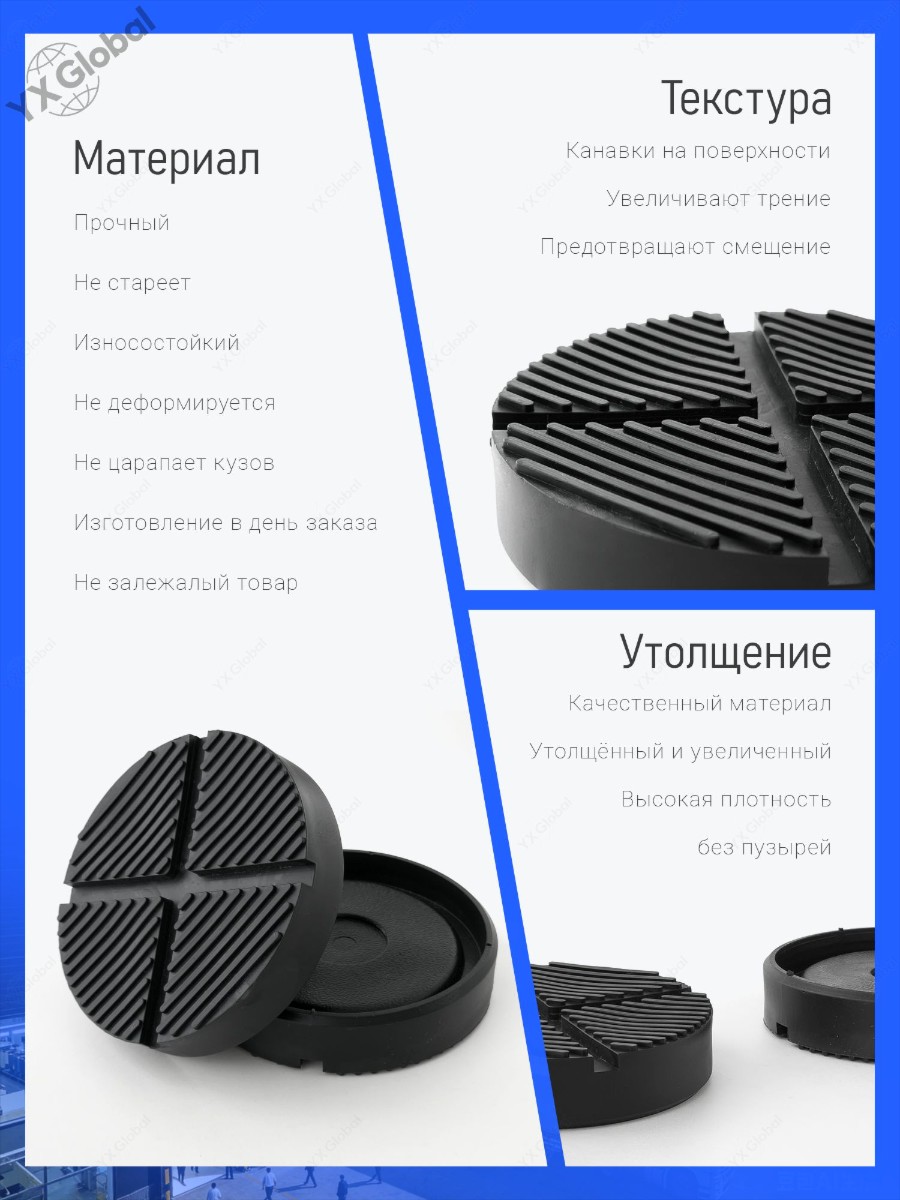 YX Global
Материал
Прочный
Не стареет
Износостойкий
Не деформируется
Не царапает кузов
Изготовление в день заказа
Не залежалый товар
Текстура
Канавки на поверхности
Увеличивают трение
Предотвращают смещение
Утолщение
Качественный материал
Утолщённый и увеличенный
Высокая плотность
без пузырей